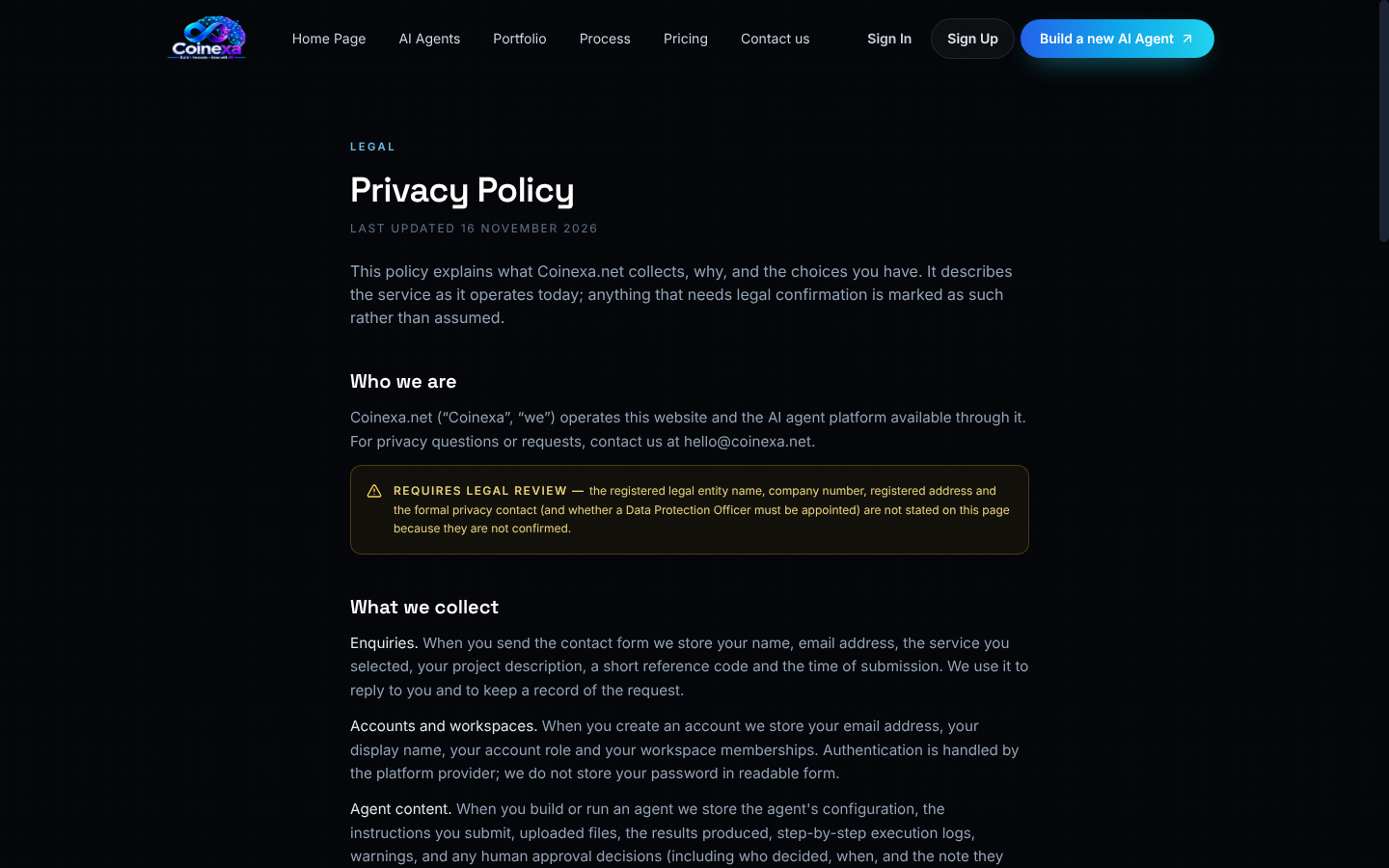 Coinexa
Home Page
AI Agents
Portfolio
Process
Pricing
Contact us
Sign In
Sign Up
Build a new AI Agent
LEGAL
Privacy Policy
LAST UPDATED 16 NOVEMBER 2026
This policy explains what Coinexa.net collects, why, and the choices you have. It describes
the service as it operates today; anything that needs legal confirmation is marked as such
rather than assumed.
Who we are
Coinexa.net (“Coinexa”, “we”) operates this website and the AI agent platform available through it.
For privacy questions or requests, contact us at hello@coinexa.net.
REQUIRES LEGAL REVIEW — the registered legal entity name, company number, registered address and
the formal privacy contact (and whether a Data Protection Officer must be appointed) are not stated on this page
because they are not confirmed.
What we collect
Enquiries. When you send the contact form we store your name, email address, the service you
selected, your project description, a short reference code and the time of submission. We use it to
reply to you and to keep a record of the request.
Accounts and workspaces. When you create an account we store your email address, your
display name, your account role and your workspace memberships. Authentication is handled by
the platform provider; we do not store your password in readable form.
Agent content. When you build or run an agent we store the agent's configuration, the
instructions you submit, uploaded files, the results produced, step-by-step execution logs,
warnings, and any human approval decisions (including who decided, when, and the note they